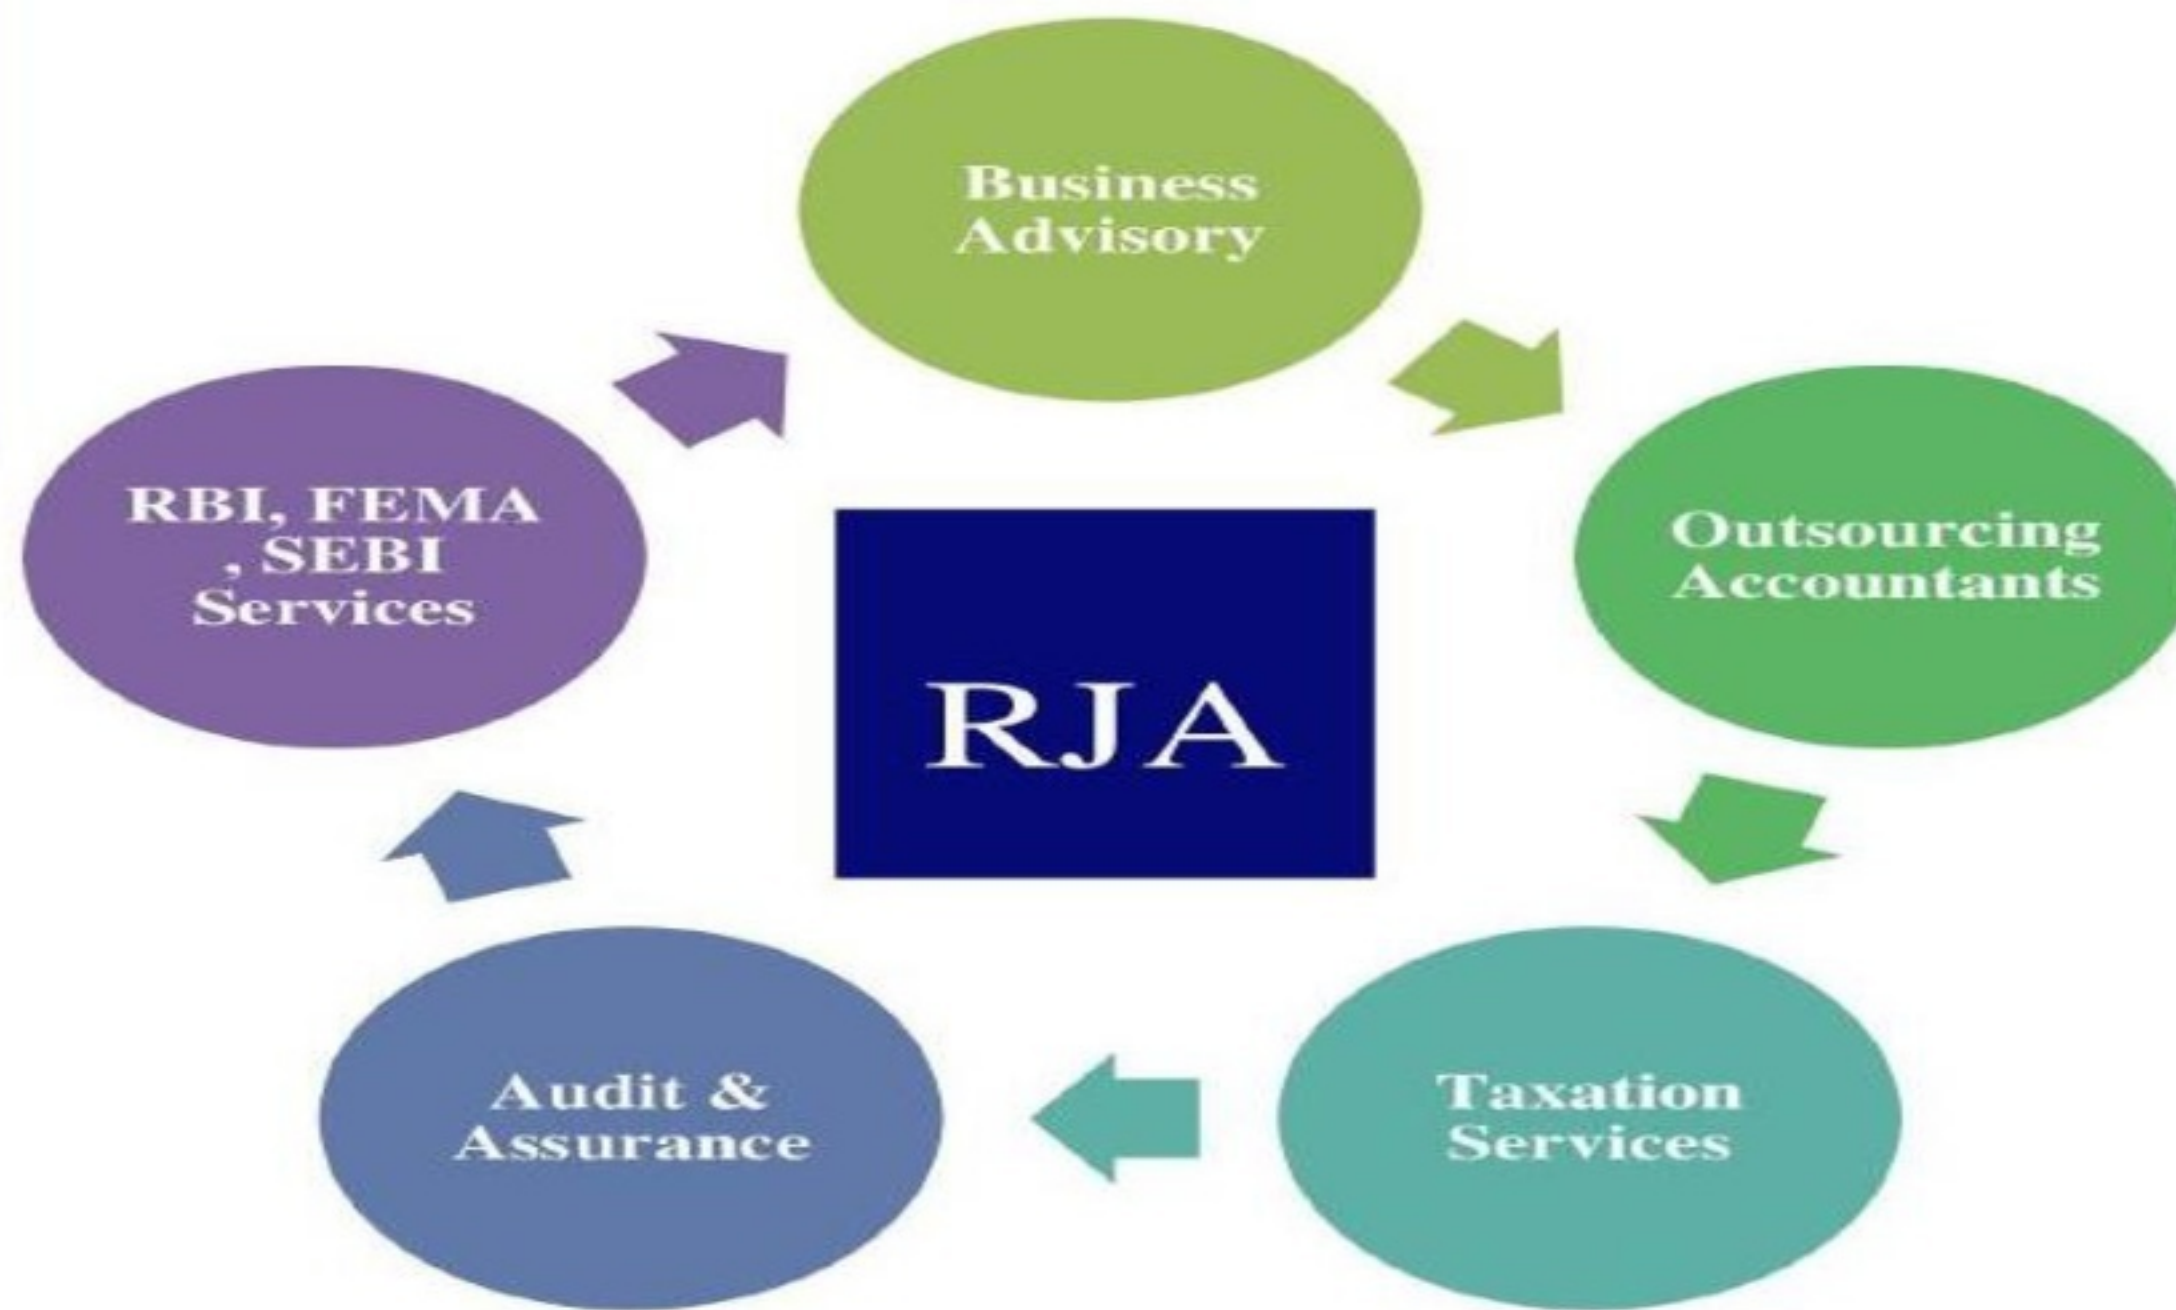 Business
Advisory
Outsourcing
Accountants
Taxation
Services
Audit &
Assurance
RBI, FEMA
, SEBI
Services
RJA